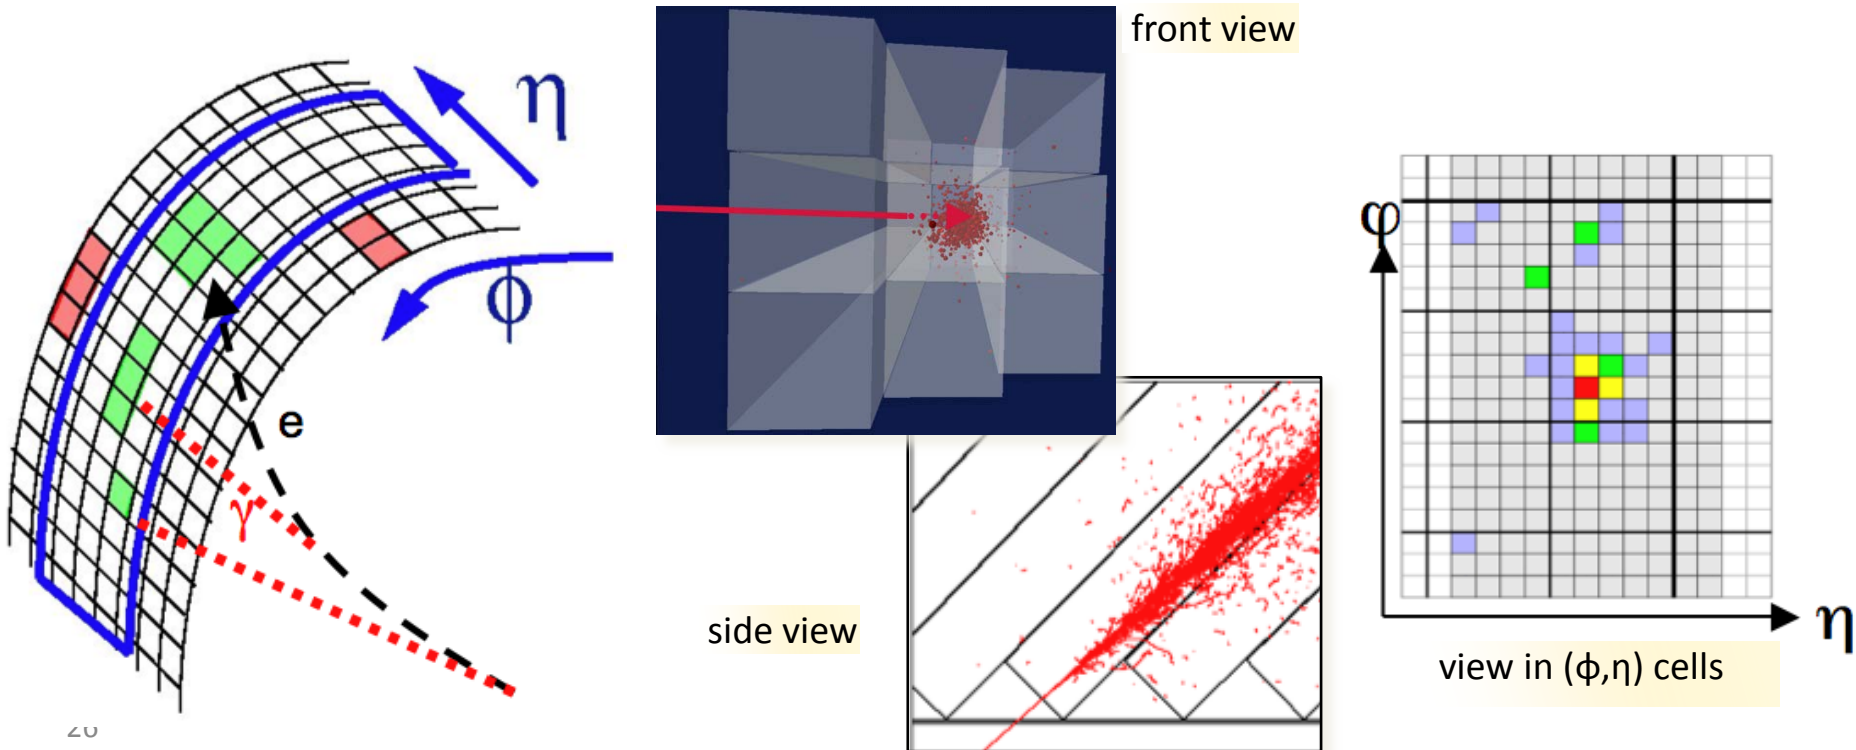 front view
η
ϕ
e
γ
side view
φ
η
view in (ϕ,η) cells